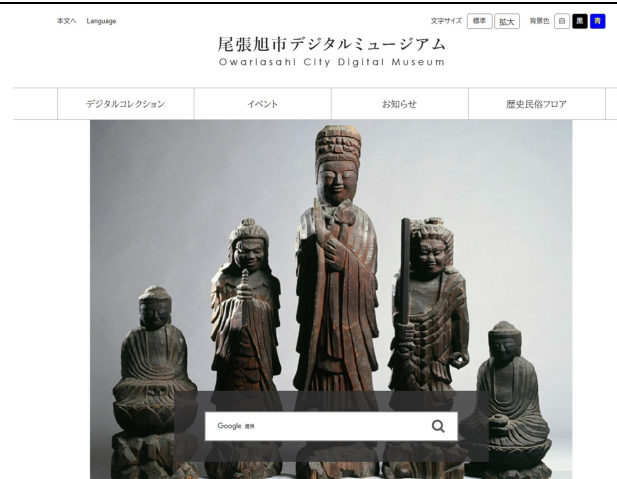 本文へ Language 文字サイズ 標準 拡大 背景色 白 黒 青
尾張旭市デジタルミュージアム
Owariasahi City Digital Museum
デジタルコレクション イベント お知らせ 歴史民俗フロア
Google 提供